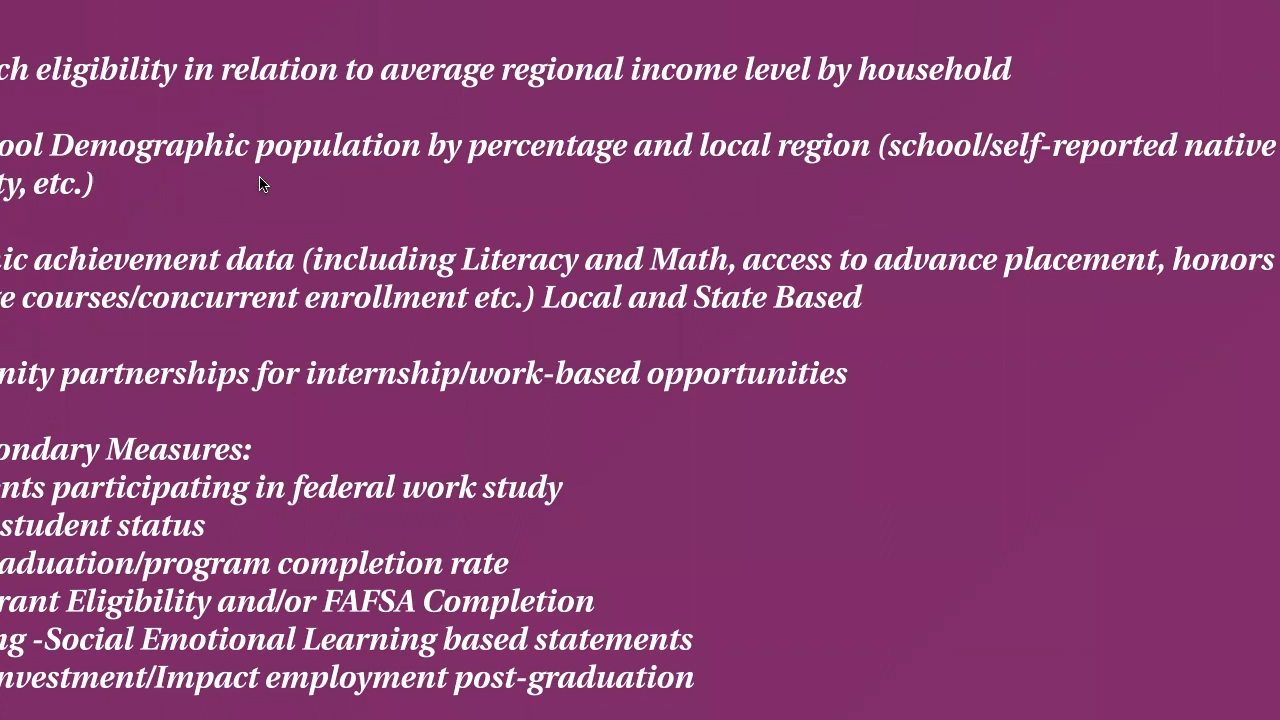 ch eligibility in relation to average regional income level by household
ool Demographic population by percentage and local region (school/self-reported native
ty, etc.)
ic achievement data (including Literacy and Math, access to advance placement, honors
e courses/concurrent enrollment etc.) Local and State Based
nity partnerships for internship/work-based opportunities
ondary Measures:
nts participating in federal work study
student status
aduation/program completion rate
rant Eligibility and/or FAFSA Completion
ng -Social Emotional Learning based statements
nvestment/Impact employment post-graduation